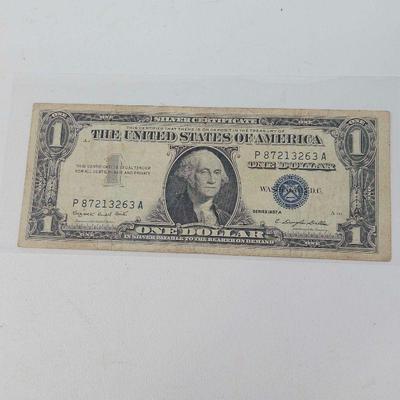 SILVER CERTIFICATE
THIS CERTIFIES THAT THERE IS ON DEPOSIT IN THE TREASURY OF
THE UNITED STATES OF AMERICA
ONE DOLLAR
P 87213263 A
THIS CERTIFICATE IS LEGAL TENDER
FOR ALL DEBTS, PUBLIC AND PRIVATE
WASHINGTON, D.C.
P 87213263 A
SERIES 1957 A
1
1
1
1
ONE DOLLAR
IN SILVER PAYABLE TO THE BEARER ON DEMAND